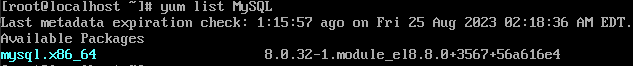 [root@localhost ~]# yum list MySQL
Last metadata expiration check: 1:15:57 ago on Fri 25 Aug 2023 02:18:36 AM EDT.
Available Packages
mysql.x86_64 8.0.32-1.module_el8.8.0+3567+56a616e4